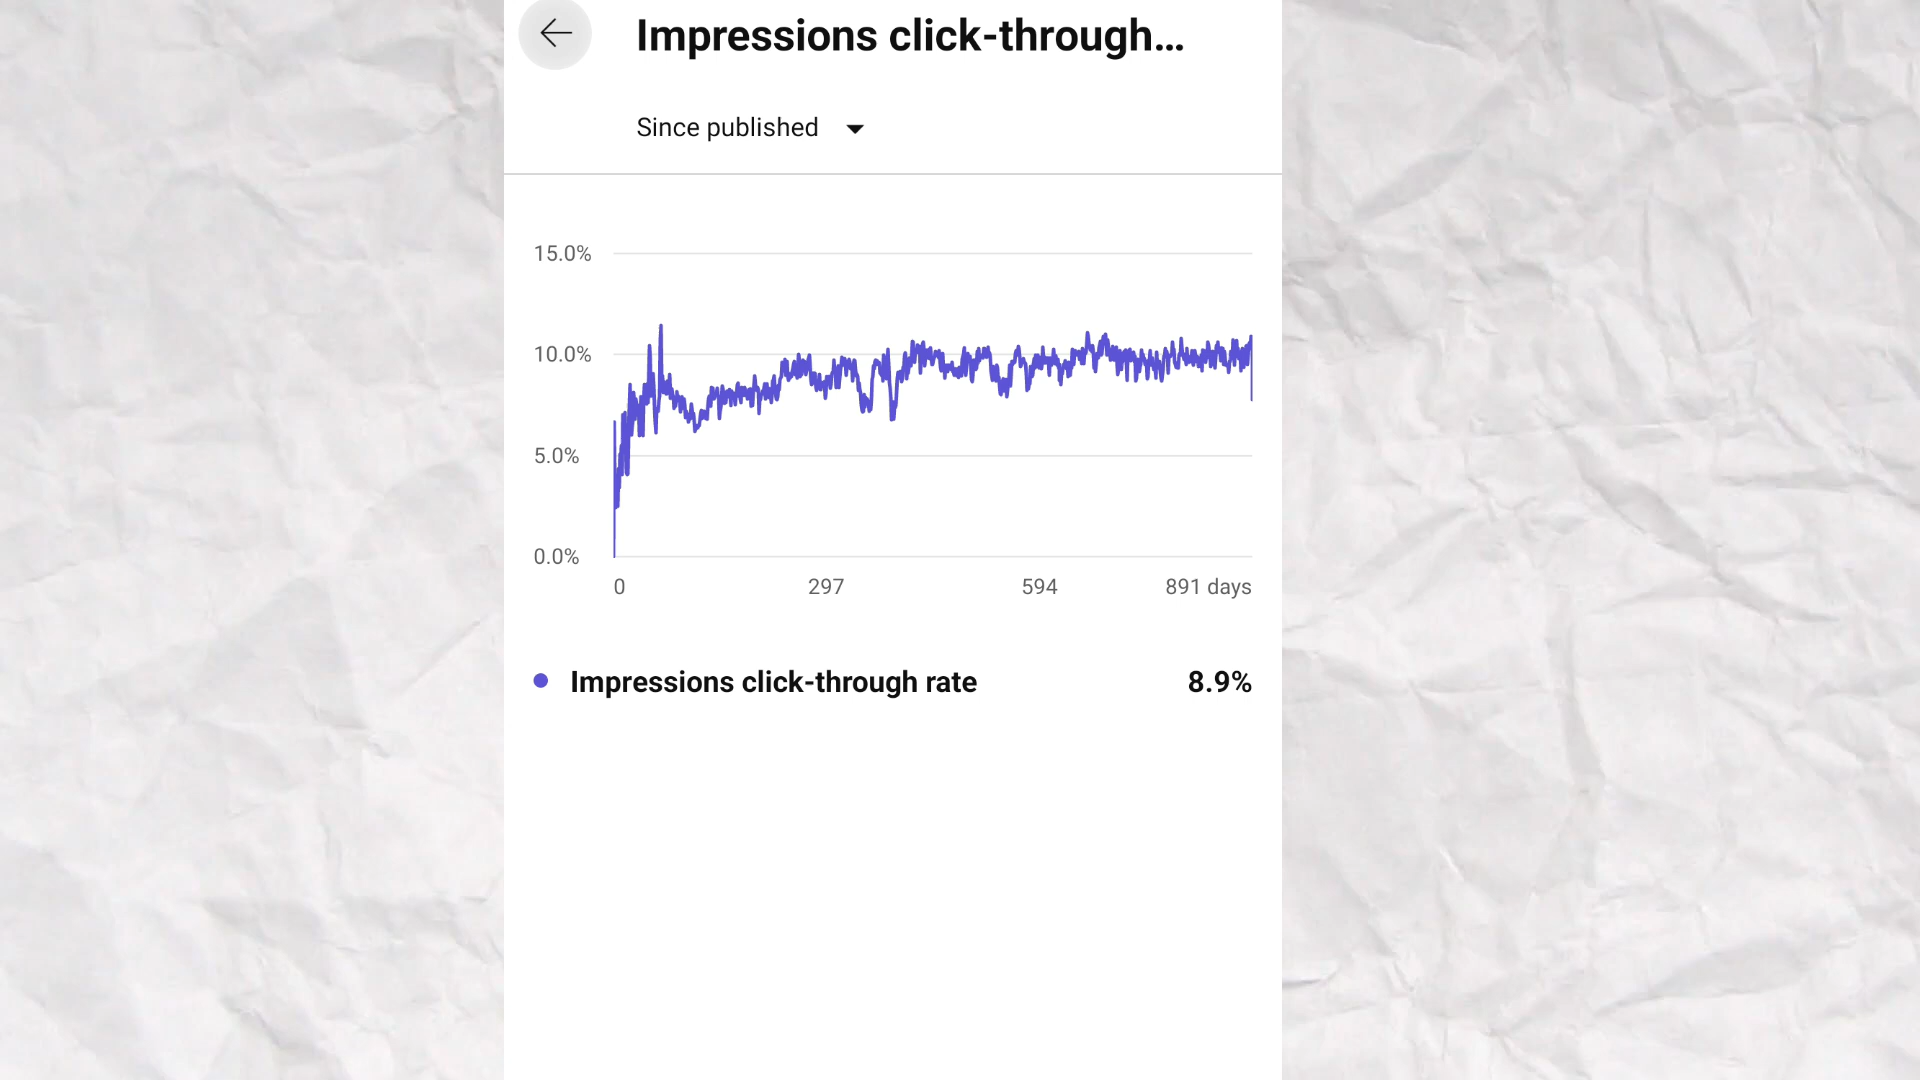 Impressions click-through...
Since published
15.0%
10.0%
5.0%
0.0%
0 297 594 891 days
Impressions click-through rate 8.9%